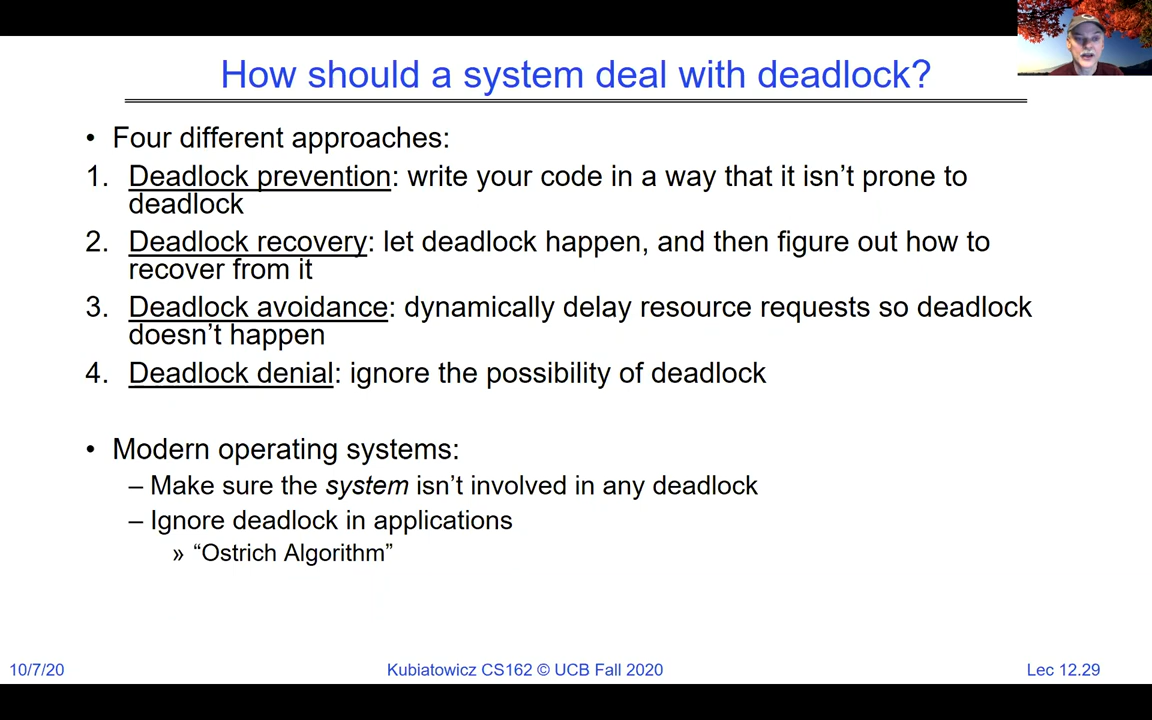 How should a system deal with deadlock?
• Four different approaches:
1. Deadlock prevention: write your code in a way that it isn’t prone to
deadlock
2. Deadlock recovery: let deadlock happen, and then figure out how to
recover from it
3. Deadlock avoidance: dynamically delay resource requests so deadlock
doesn’t happen
4. Deadlock denial: ignore the possibility of deadlock
• Modern operating systems:
– Make sure the system isn’t involved in any deadlock
– Ignore deadlock in applications
» “Ostrich Algorithm”
10/7/20
Kubiatowicz CS162 © UCB Fall 2020
Lec 12.29